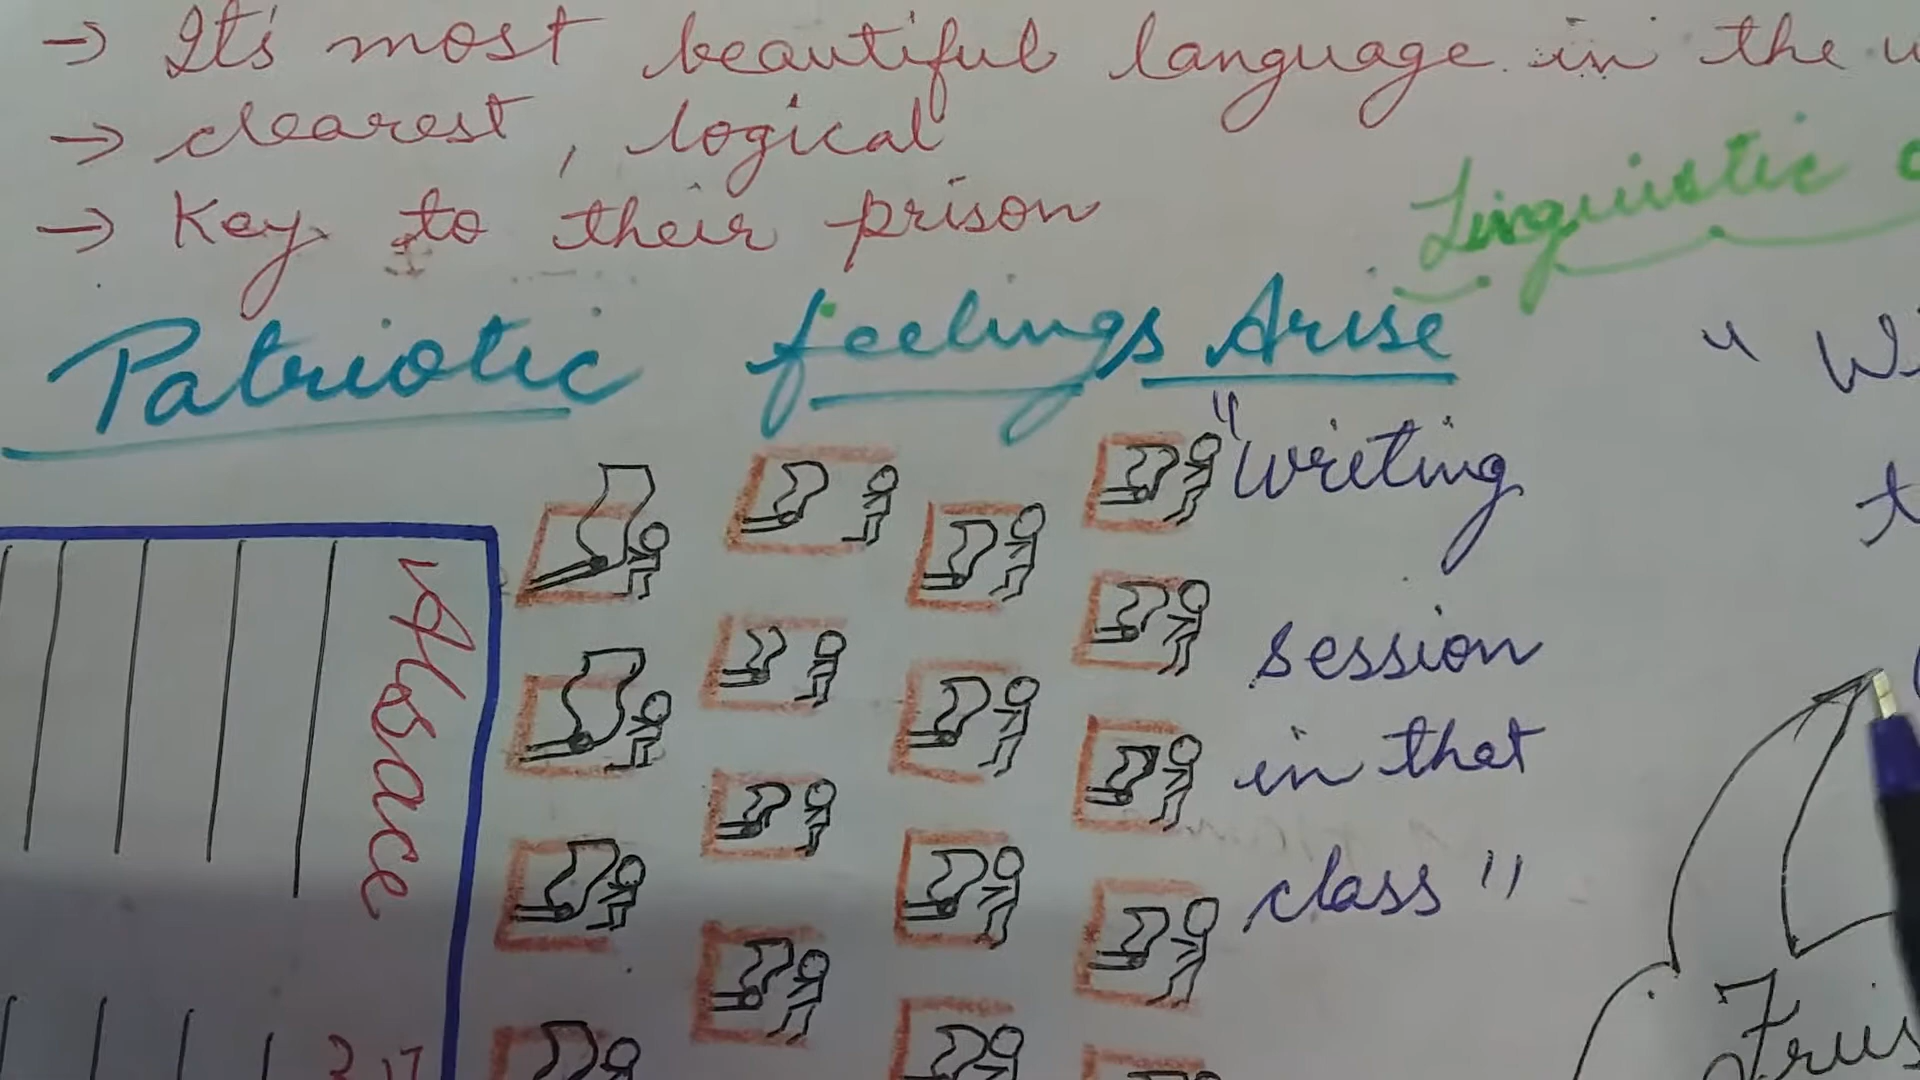 → It's most beautiful language in the
→ clearest, logical
→ Key to their prison
Linguistic
Patriotic feelings Arise
"writing
session
in that
class"
Alsace